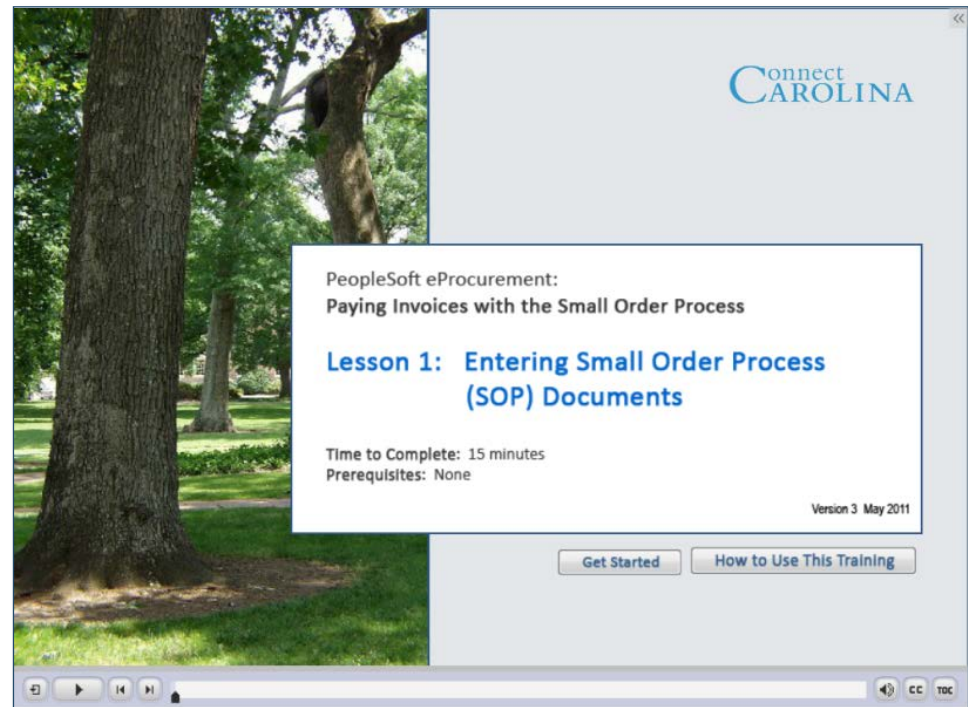 Connect
CAROLINA
PeopleSoft eProcurement:
Paying Invoices with the Small Order Process
Lesson 1: Entering Small Order Process
(SOP) Documents
Time to Complete: 15 minutes
Prerequisites: None
Version 3 May 2011
Get Started
How to Use This Training
CC
TOC